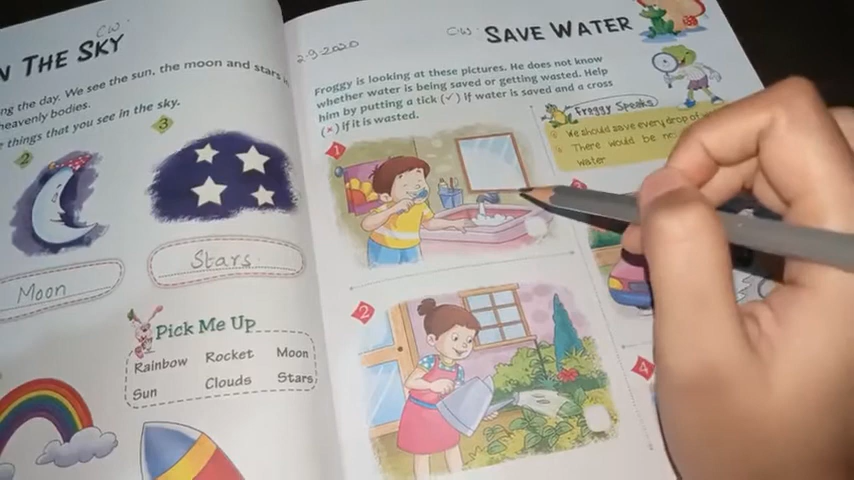 CW.
N THE SKY
ng the day. We see the sun, the moon and stars i
heavenly bodies.
things that you see in the sky.
2
3
Moon
Stars
Pick Me Up
Rainbow Rocket Moon
Sun Clouds Stars
2-9-2020
CW.
SAVE WATER
Froggy is looking at these pictures. He does not know
whether water is being saved or getting wasted. Help
him by putting a tick (✓) if water is saved and a cross
(×) if it is wasted.
Froggy Speaks
We should save every drop of
There would be no
water
1
2
4